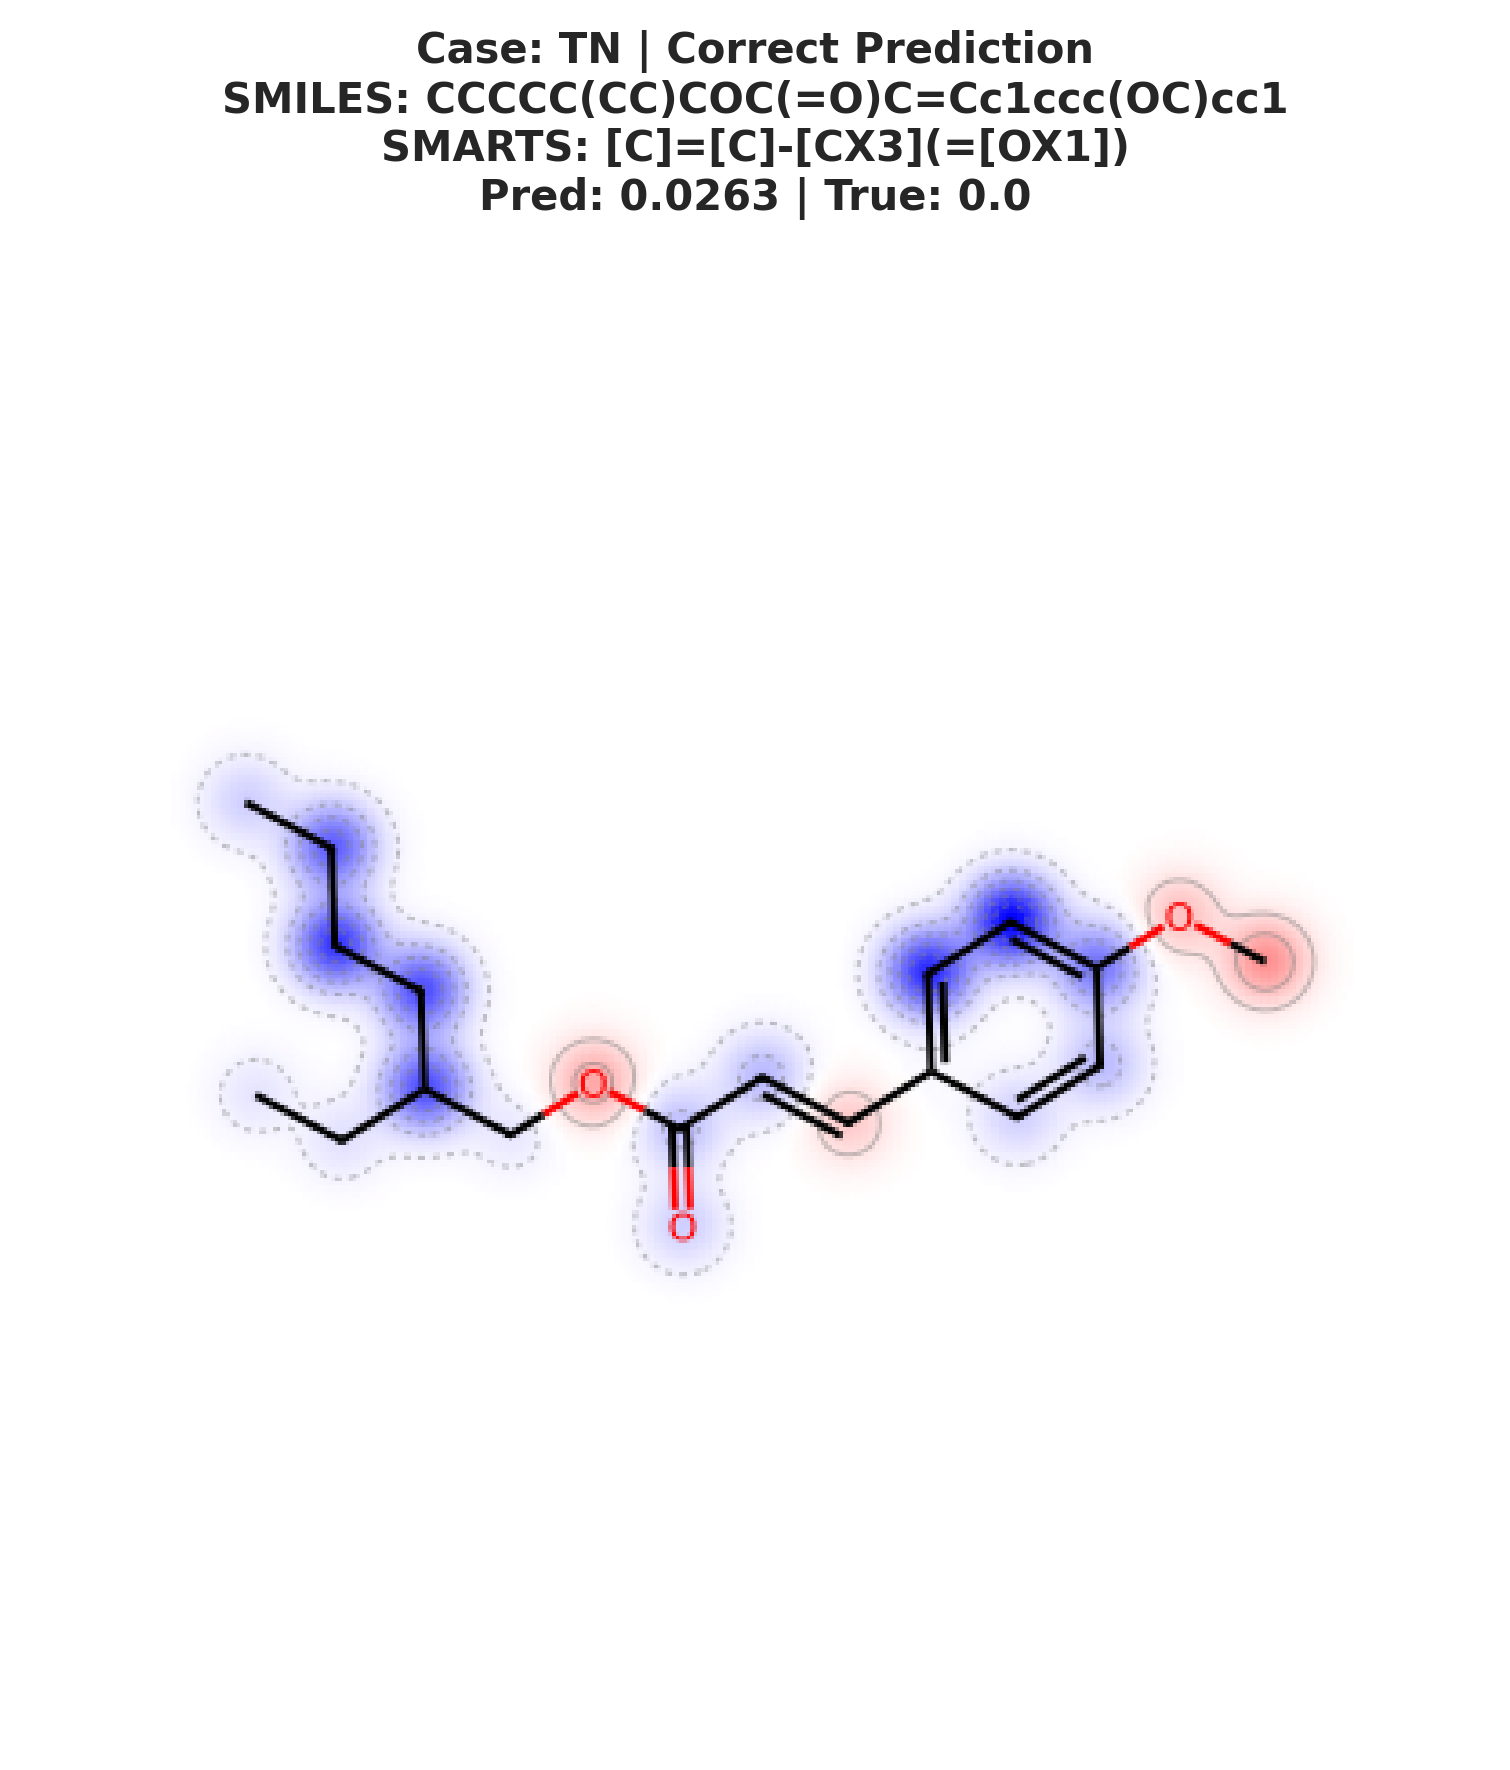 Case: TN | Correct Prediction
SMILES: CCCCC(CC)COC(=O)C=Cc1ccc(OC)cc1
SMARTS: [C]=[C]-[CX3](=[OX1])
Pred: 0.0263 | True: 0.0
O
O
O